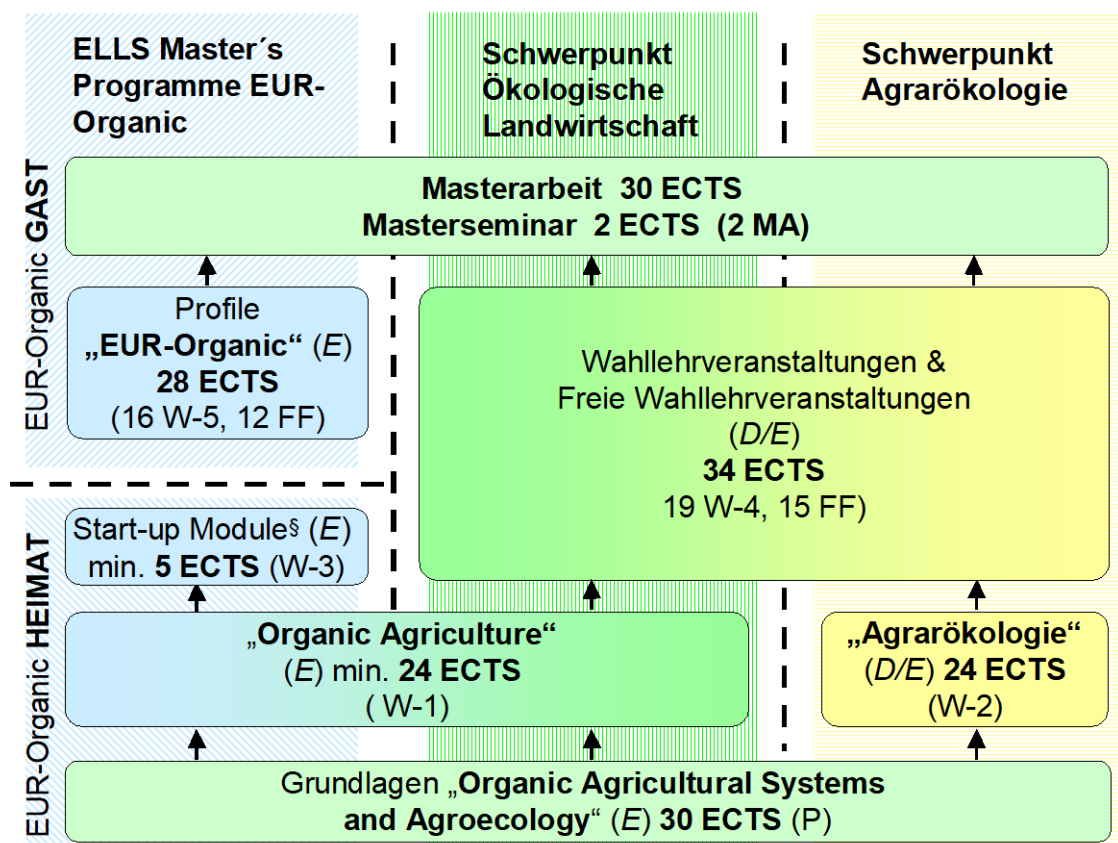 ELLS Master´s
Programme EUR-
Organic
Schwerpunkt
Ökologische
Landwirtschaft
Schwerpunkt
Agrarökologie
EUR-Organic GAST
Masterarbeit 30 ECTS
Masterseminar 2 ECTS (2 MA)
Profile
„EUR-Organic“ (E)
28 ECTS
(16 W-5, 12 FF)
Wahllehrveranstaltungen &
Freie Wahllehrveranstaltungen
(D/E)
34 ECTS
19 W-4, 15 FF)
EUR-Organic HEIMAT
Start-up Module§ (E)
min. 5 ECTS (W-3)
„Organic Agriculture“
(E) min. 24 ECTS
( W-1)
„Agrarökologie“
(D/E) 24 ECTS
(W-2)
Grundlagen „Organic Agricultural Systems
and Agroecology“ (E) 30 ECTS (P)